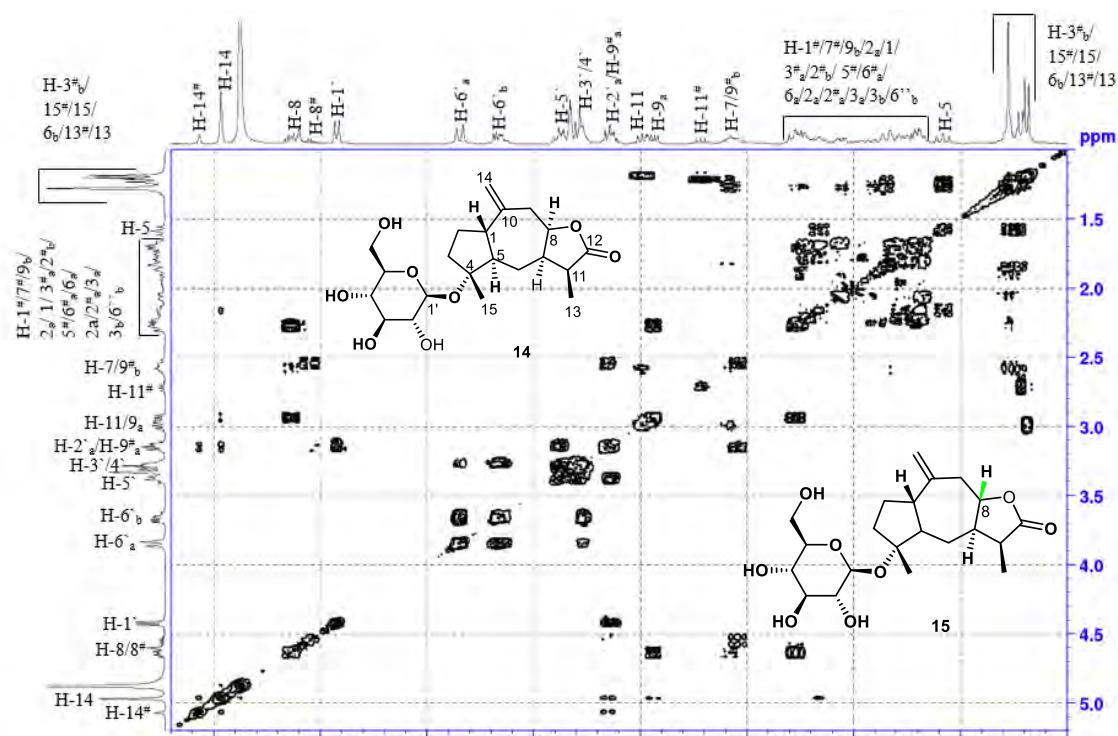 H-3#b/
15#/15/
6b/13#/13
H-14#
H-14
H-8
H-8#
H-1`
H-6`a
H-6`b
H-5`
H-3`/4`
H-2`a/H-9#a
H-11
H-9a
H-11#
H-7/9#b
H-1#/7#/9b/2a/1/
3#a/2#b/ 5#/6#a/
6a/2a/2#a/3a/3b/6``b
H-5
H-3#b/
15#/15/
6b/13#/13
ppm
1.5
2.0
2.5
3.0
3.5
4.0
4.5
5.0
H-5
H-1#/7#/9b/
2a/ 1/ 3#a/2#b/
5#/6#a/6a/
2a/2#a/3a/
3b/6``b
H-7/9#b
H-11#
H-11/9a
H-2`a/H-9#a
H-3`/4`
H-5`
H-6`b
H-6`a
H-1`
H-8/8#
H-14
H-14#
14
10
H
H
1
8
O
12
O
OH
4
5
H
H
11
O
O
15
13
HO
1`
HO
OH
14
H
H
8
O
O
OH
H
O
O
HO
HO
OH
15